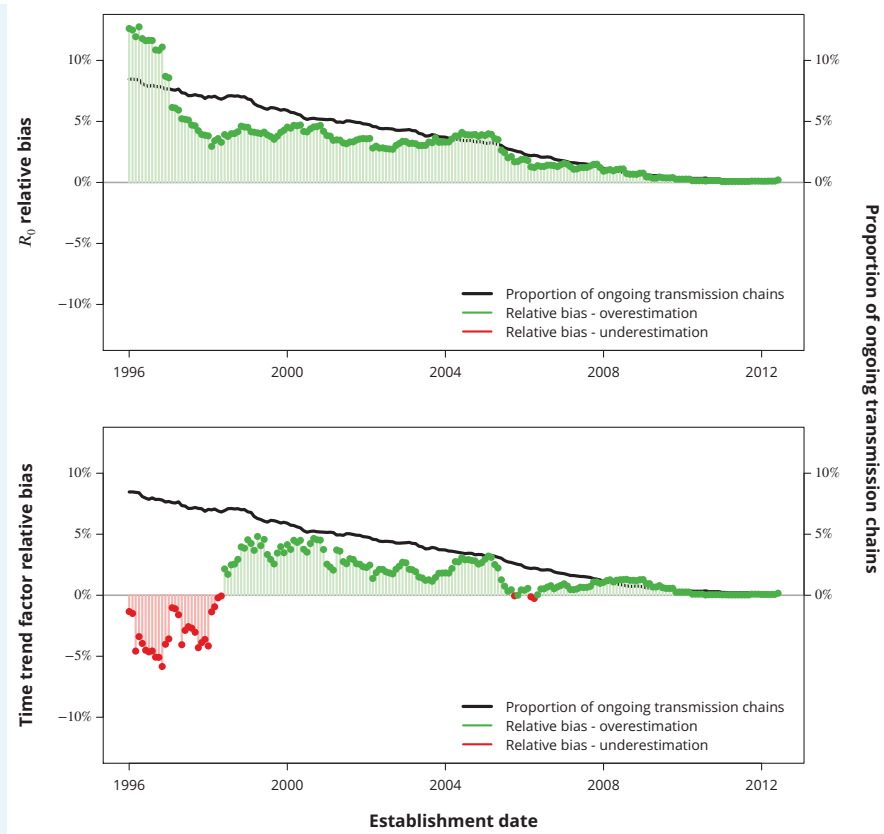 10%
5%
0%
−5%
−10%
10%
5%
0%
R0 relative bias
Proportion of ongoing transmission chains
Relative bias - overestimation
Relative bias - underestimation
1996
2000
2004
2008
2012
Proportion of ongoing transmission chains
10%
5%
0%
−5%
−10%
10%
5%
0%
Time trend factor relative bias
Proportion of ongoing transmission chains
Relative bias - overestimation
Relative bias - underestimation
1996
2000
2004
2008
2012
Establishment date